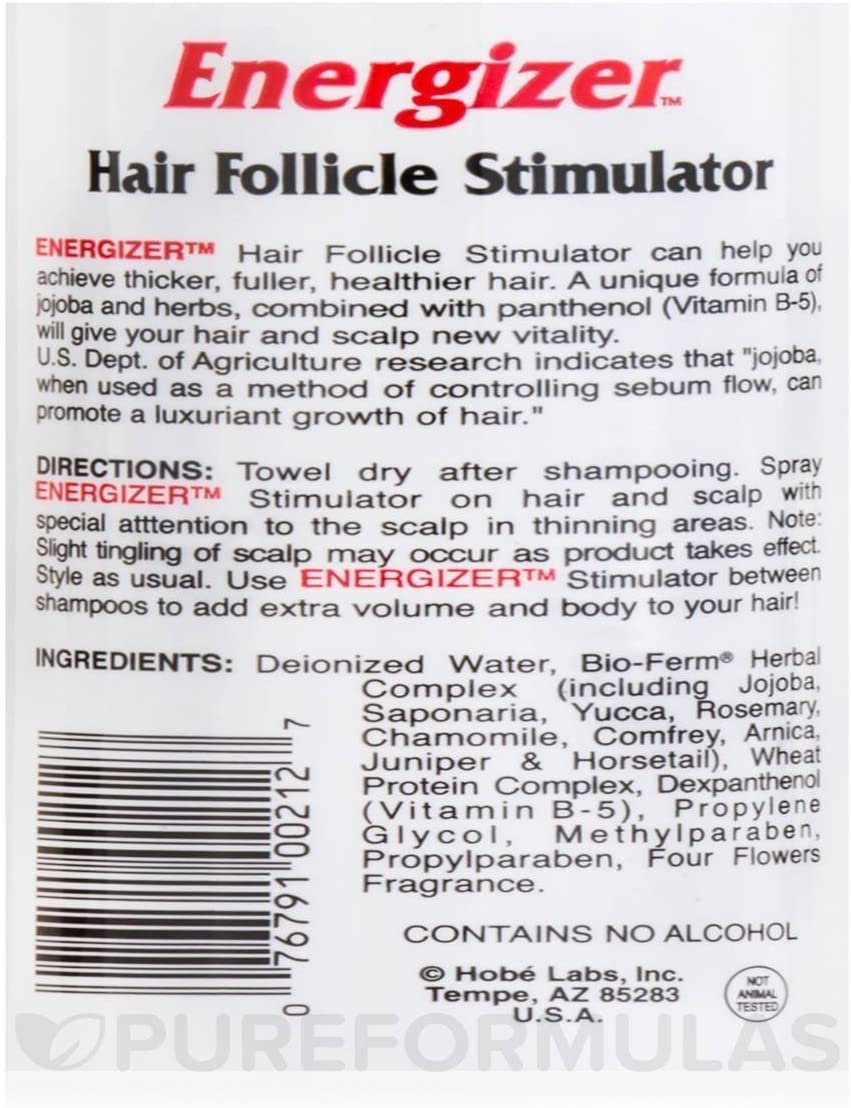 Energizer™
Hair Follicle Stimulator
ENERGIZER™ Hair Follicle Stimulator can help you
achieve thicker, fuller, healthier hair. A unique formula of
jojoba and herbs, combined with panthenol (Vitamin B-5),
will give your hair and scalp new vitality.
U.S. Dept. of Agriculture research indicates that "jojoba,
when used as a method of controlling sebum flow, can
promote a luxuriant growth of hair."
DIRECTIONS: Towel dry after shampooing. Spray
ENERGIZER™ Stimulator on hair and scalp with
special atttention to the scalp in thinning areas. Note:
Slight tingling of scalp may occur as product takes effect.
Style as usual. Use ENERGIZER™ Stimulator between
shampoos to add extra volume and body to your hair!
INGREDIENTS: Deionized Water, Bio-Ferm® Herbal
Complex (including Jojoba,
Saponaria, Yucca, Rosemary,
Chamomile, Comfrey, Arnica,
Juniper & Horsetail), Wheat
Protein Complex, Dexpanthenol
(Vitamin B-5), Propylene
Glycol, Methylparaben,
Propylparaben, Four Flowers
Fragrance.
0 76791 00212 7
CONTAINS NO ALCOHOL
© Hobé Labs, Inc.
Tempe, AZ 85283
U.S.A.
NOT
ANIMAL
TESTED
PUREFORMULAS